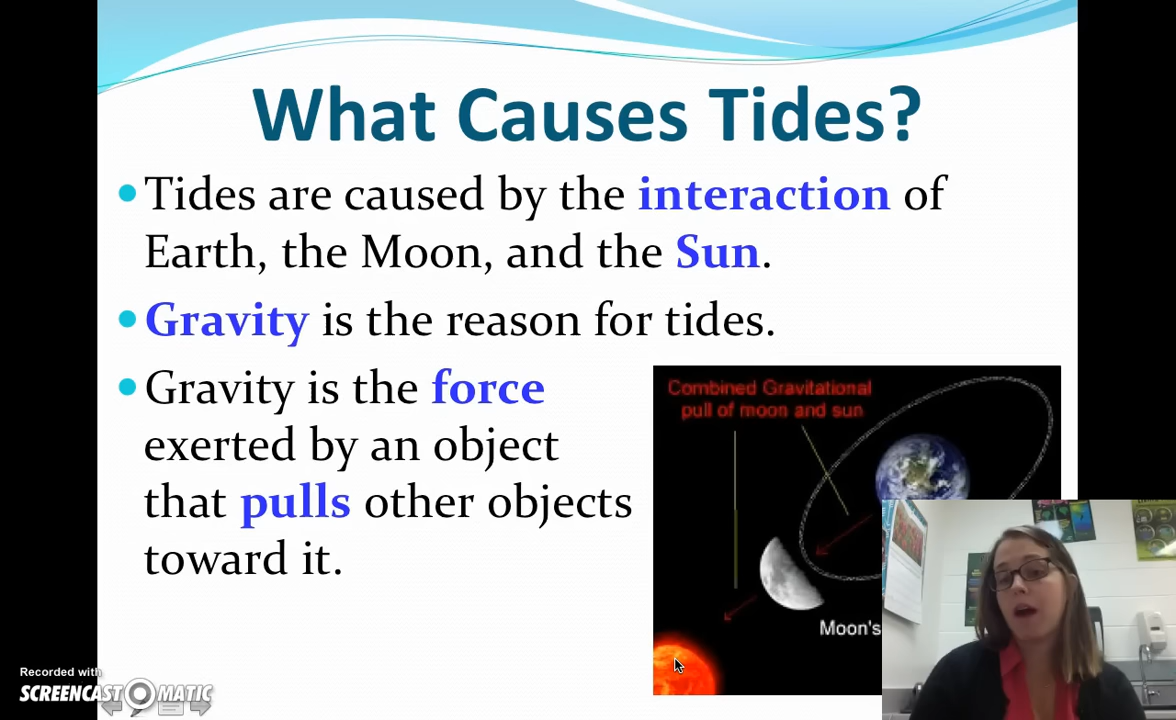 What Causes Tides?
Tides are caused by the interaction of
Earth, the Moon, and the Sun.
Gravity is the reason for tides.
Gravity is the force
exerted by an object
that pulls other objects
toward it.
Combined Gravitational
pull of moon and sun
Moon's
Recorded with
SCREENCAST-O-MATIC